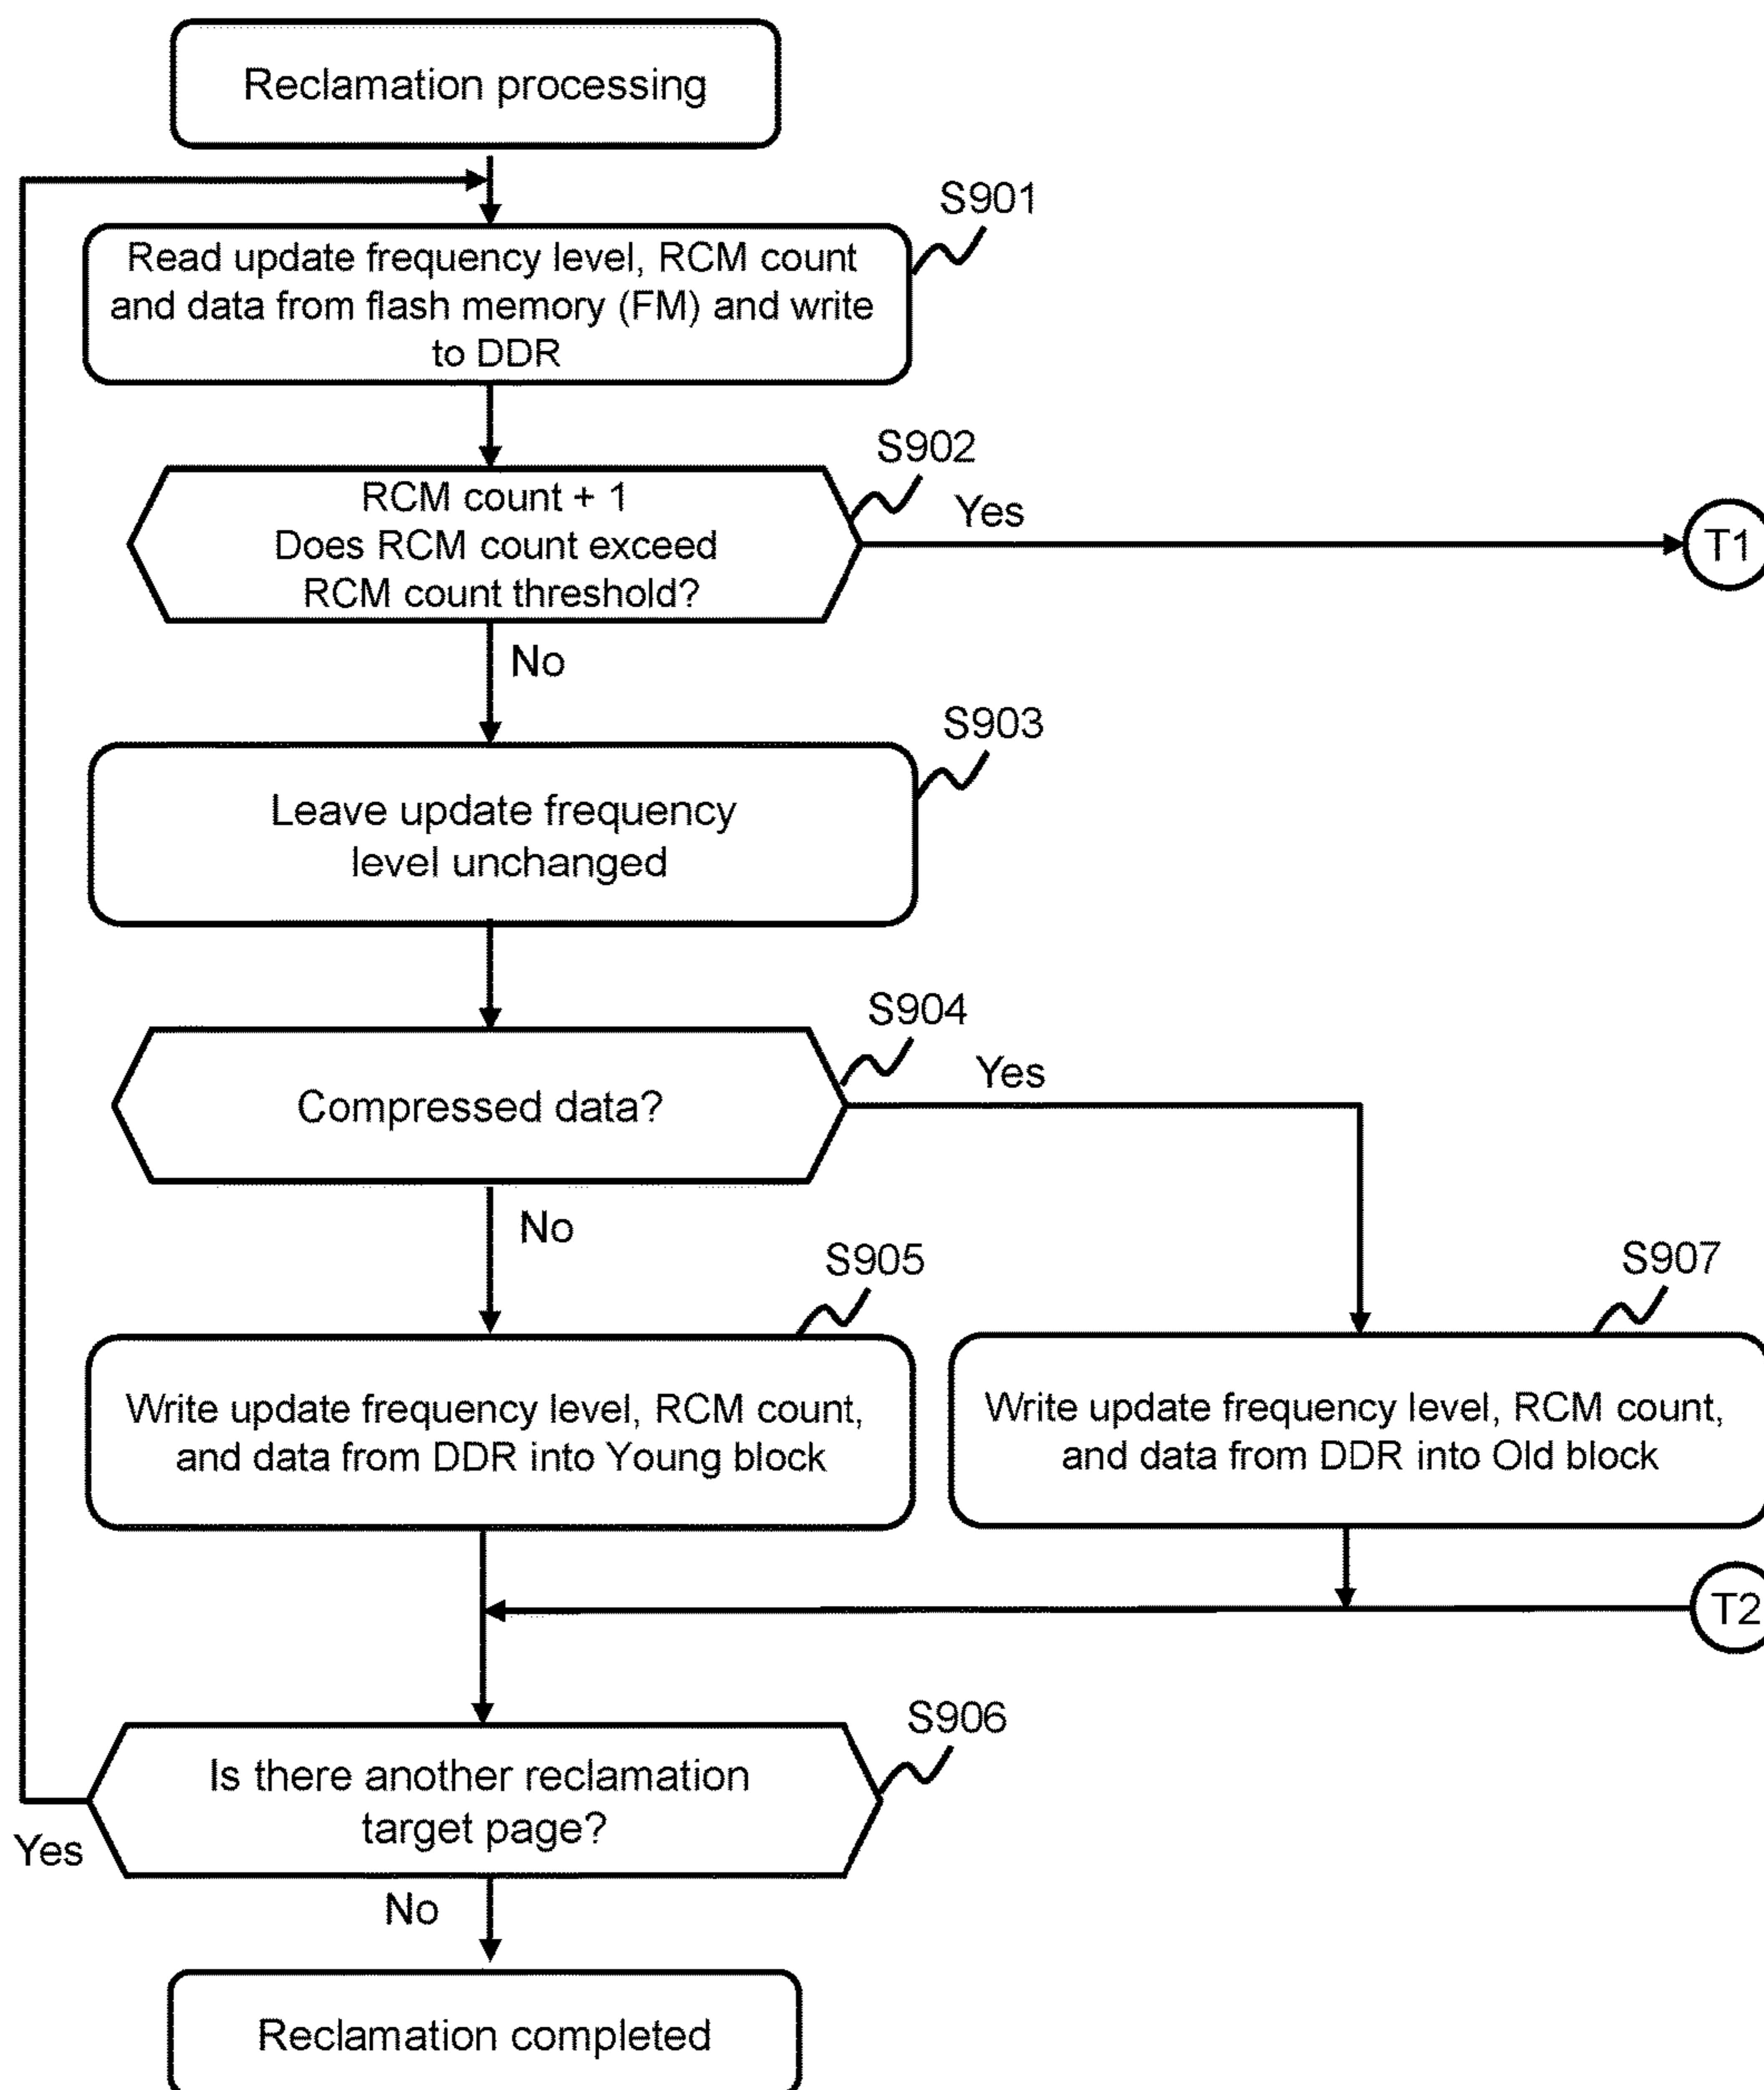 Reclamation processing
S901
Read update frequency level, RCM count
and data from flash memory (FM) and write
to DDR
S902
RCM count + 1
Does RCM count exceed
RCM count threshold?
Yes
T1
No
S903
Leave update frequency
level unchanged
S904
Compressed data?
Yes
No
S905
S907
Write update frequency level, RCM count,
and data from DDR into Young block
Write update frequency level, RCM count,
and data from DDR into Old block
T2
S906
Is there another reclamation
target page?
Yes
No
Reclamation completed